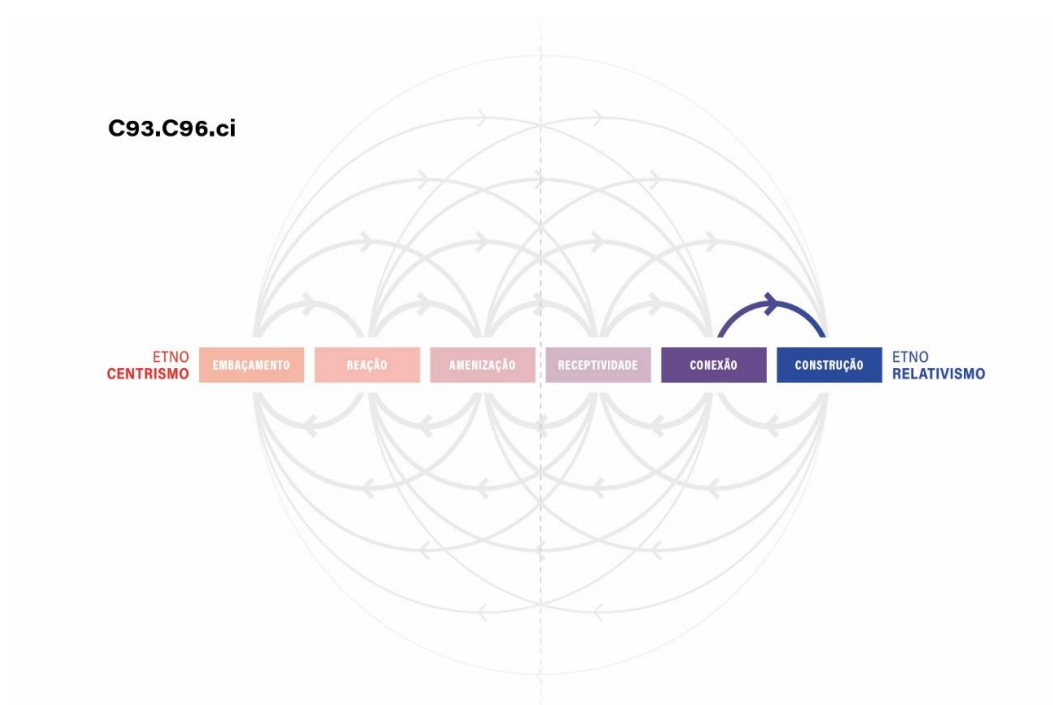 C93.C96.ci
ETNO
CENTRISMO
EMBAÇAMENTO
REAÇÃO
AMENIZAÇÃO
RECEPTIVIDADE
CONEXÃO
CONSTRUÇÃO
ETNO
RELATIVISMO